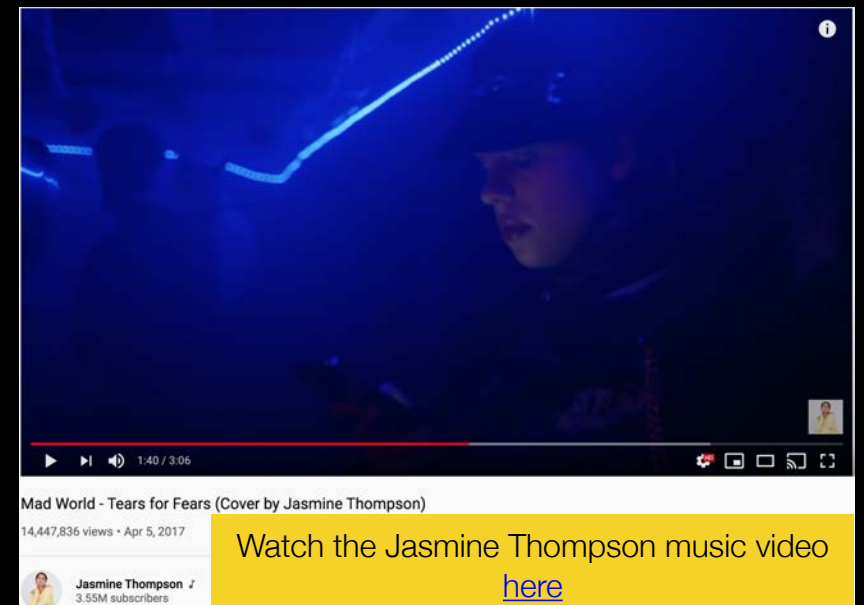 i
1:40 / 3:06
HD
Mad World - Tears for Fears (Cover by Jasmine Thompson)
14,447,836 views • Apr 5, 2017
Watch the Jasmine Thompson music video
here
Jasmine Thompson ♪
3.55M subscribers